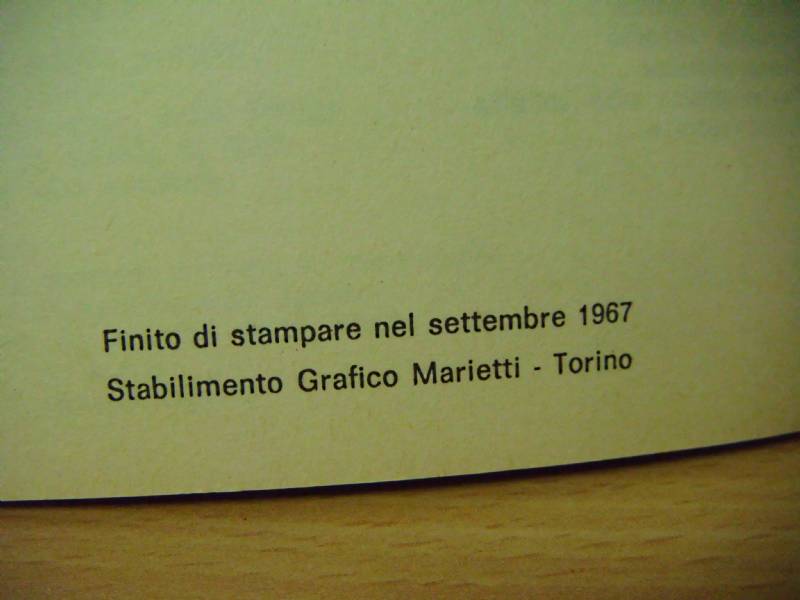 Finito di stampare nel settembre 1967
Stabilimento Grafico Marietti - Torino